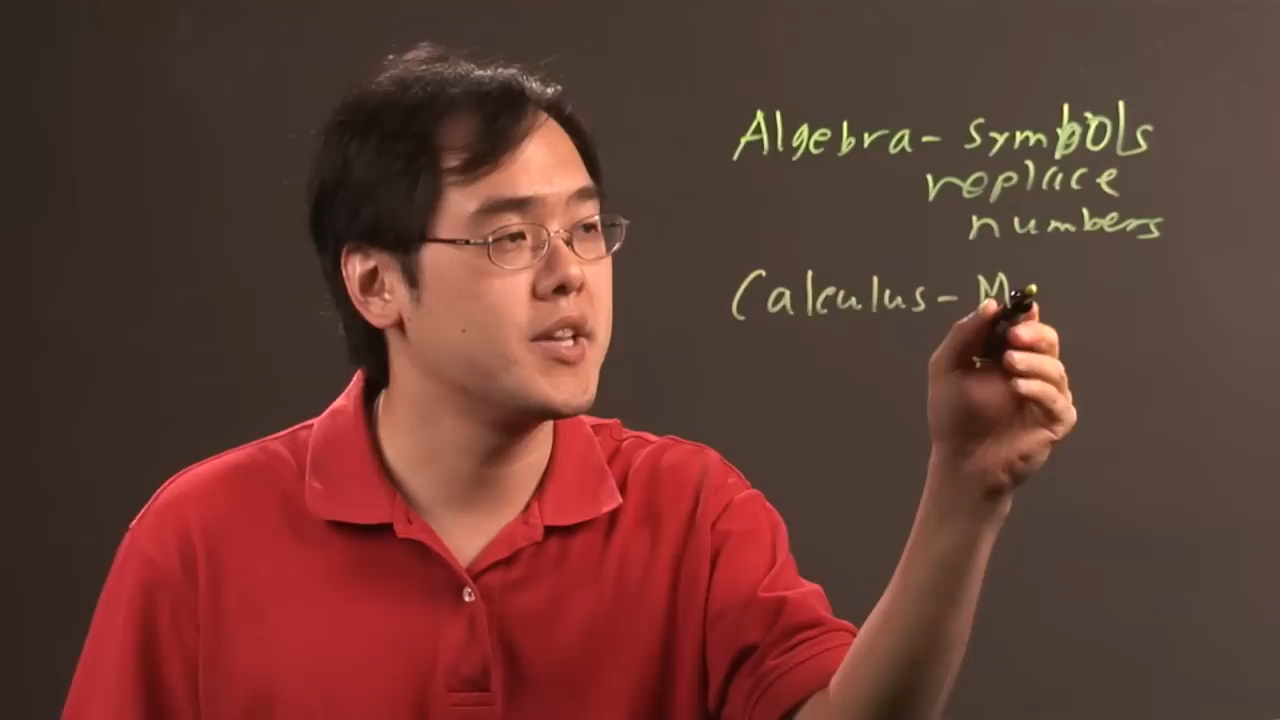 Algebra - symbols
replace
numbers
Calculus - M